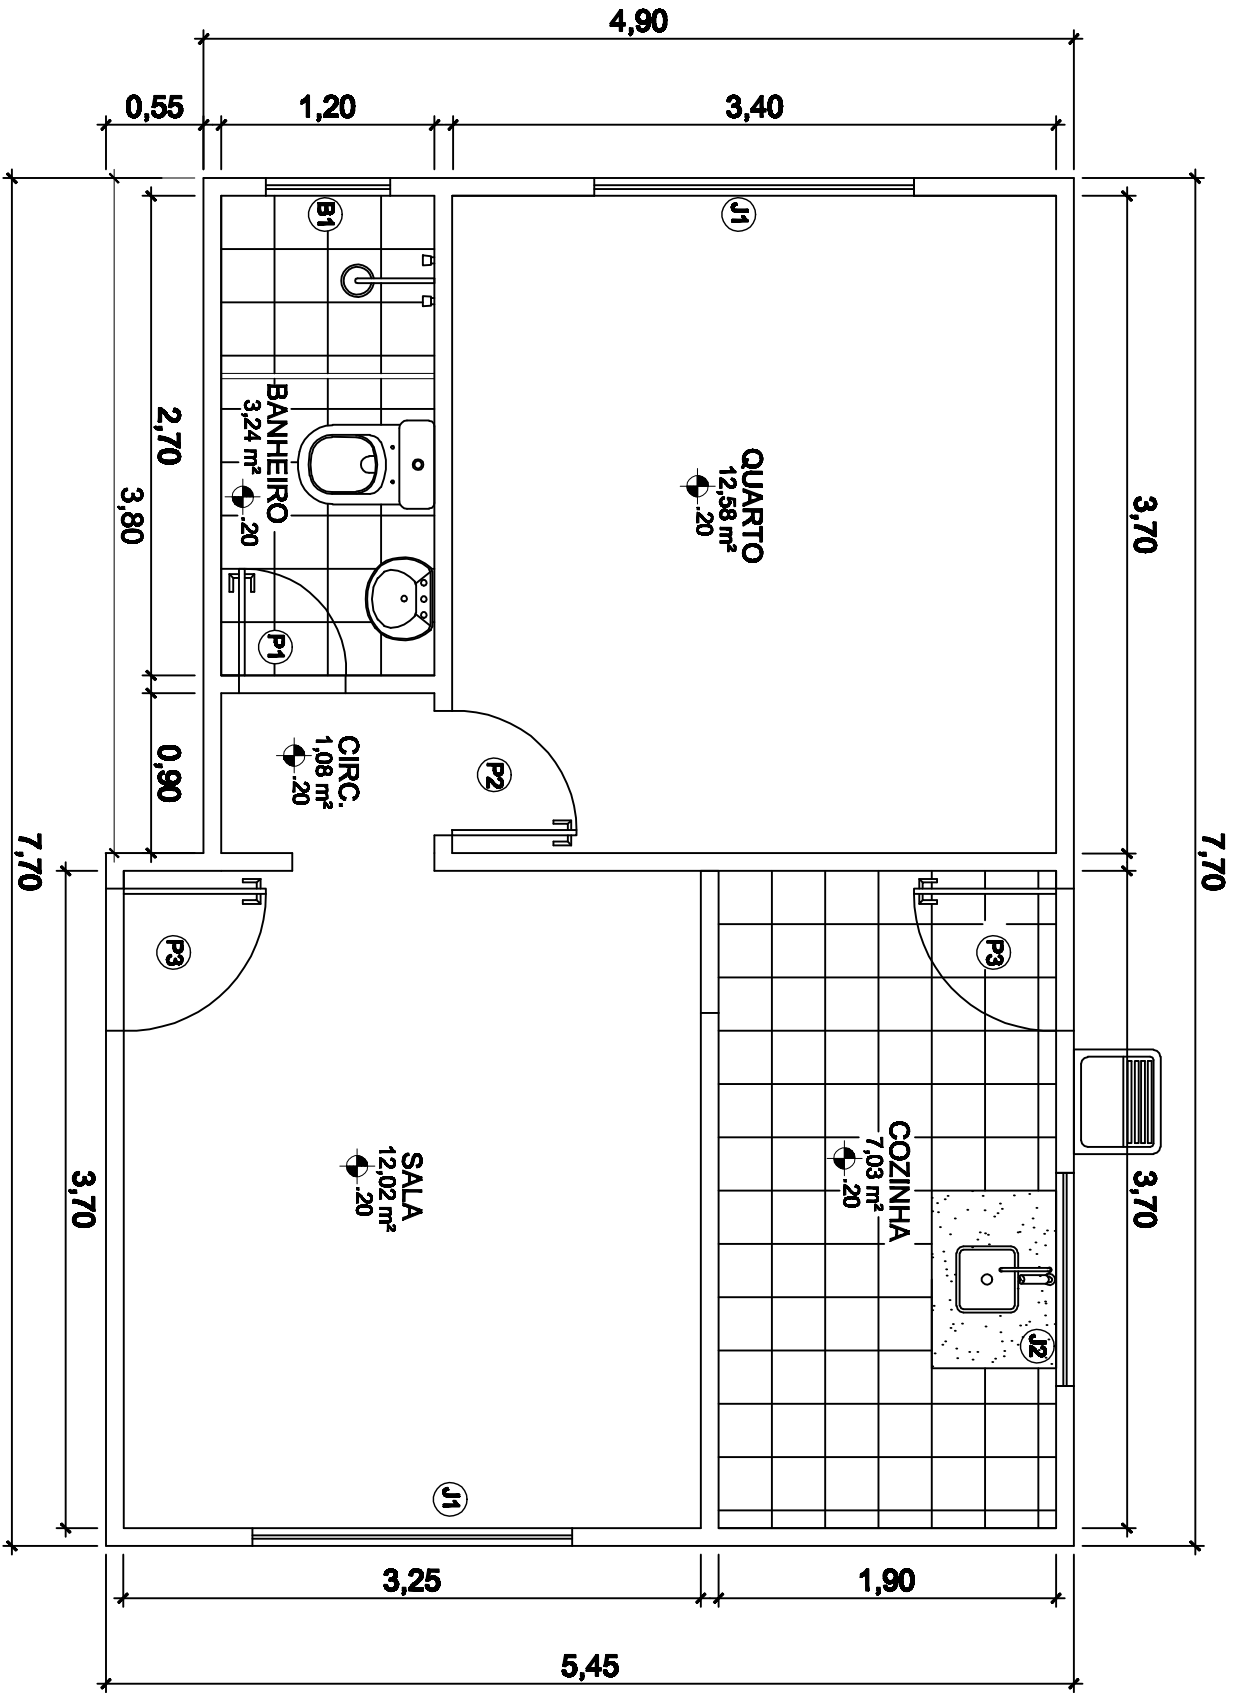 4,90
0,55
1,20
3,40
B1
J1
BANHEIRO
3,24 m²
.20
QUARTO
12,58 m²
.20
2,70
3,80
3,70
P1
CIRC.
1,08 m²
.20
P2
0,90
7,70
7,70
P3
P3
SALA
12,02 m²
.20
COZINHA
7,03 m²
.20
3,70
3,70
J2
J1
3,25
1,90
5,45